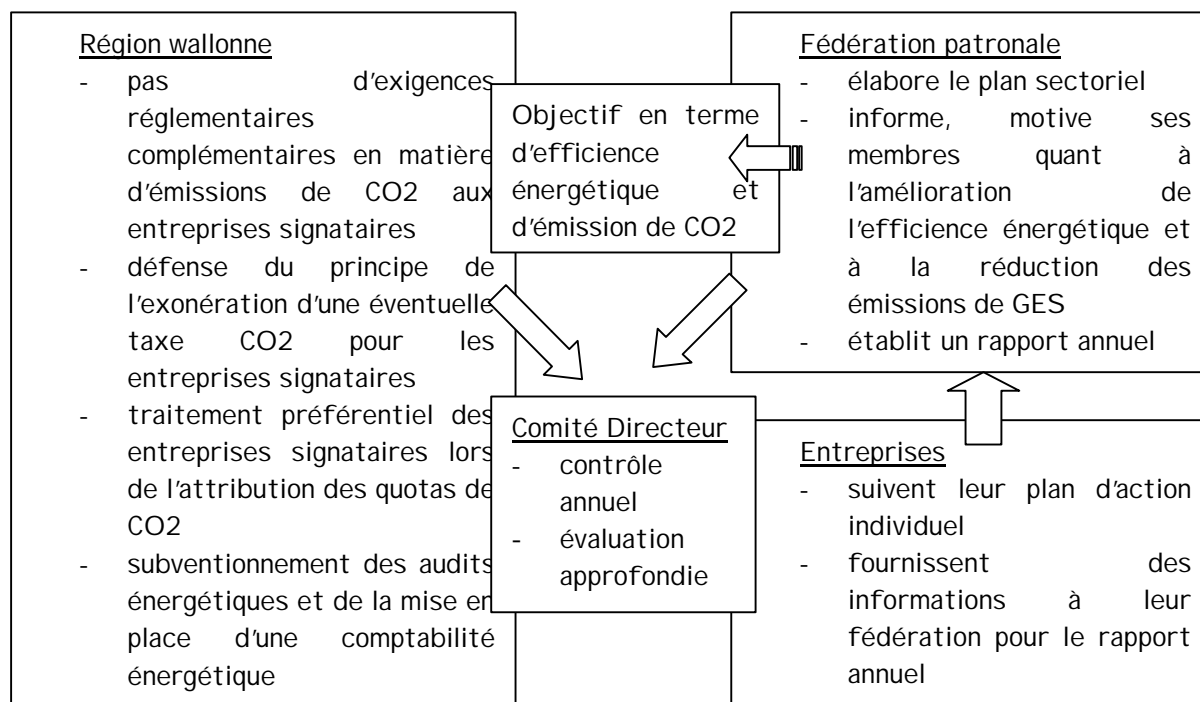 Région wallonne
- pas d'exigences
réglementaires
complémentaires en matière
d'émissions de CO2 aux
entreprises signataires
- défense du principe de
l'exonération d'une éventuelle
taxe CO2 pour les
entreprises signataires
- traitement préférentiel des
entreprises signataires lors
de l'attribution des quotas de
CO2
- subventionnement des audits
énergétiques et de la mise en
place d'une comptabilité
énergétique
Objectif en terme
d'efficience
énergétique et
d'émission de CO2
Fédération patronale
- élabore le plan sectoriel
- informe, motive ses
membres quant à
l'amélioration de
l'efficience énergétique et
à la réduction des
émissions de GES
- établit un rapport annuel
Comité Directeur
- contrôle
annuel
- évaluation
approfondie
Entreprises
- suivent leur plan d'action
individuel
- fournissent des
informations à leur
fédération pour le rapport
annuel